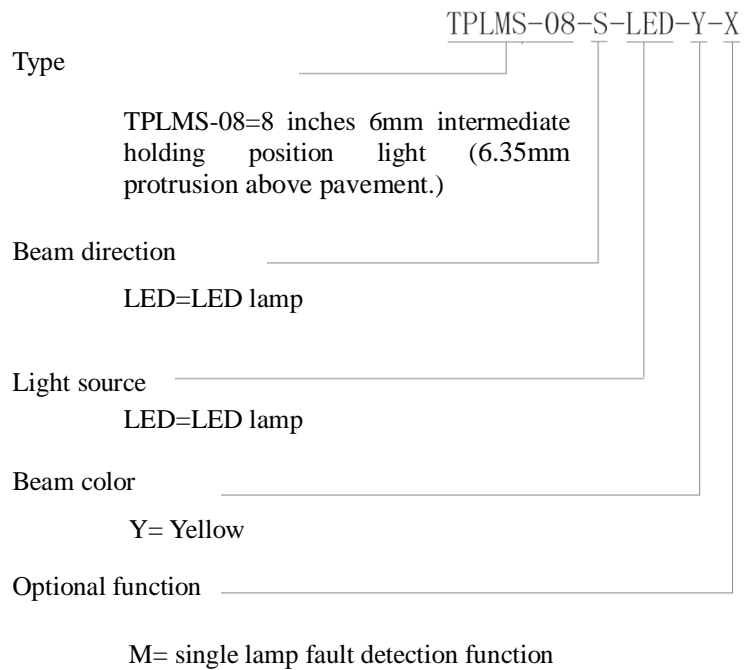 TPLMS-08-S-LED-Y-X
Type
TPLMS-08=8 inches 6mm intermediate
holding position light (6.35mm
protrusion above pavement.)
Beam direction
LED=LED lamp
Light source
LED=LED lamp
Beam color
Y= Yellow
Optional function
M= single lamp fault detection function